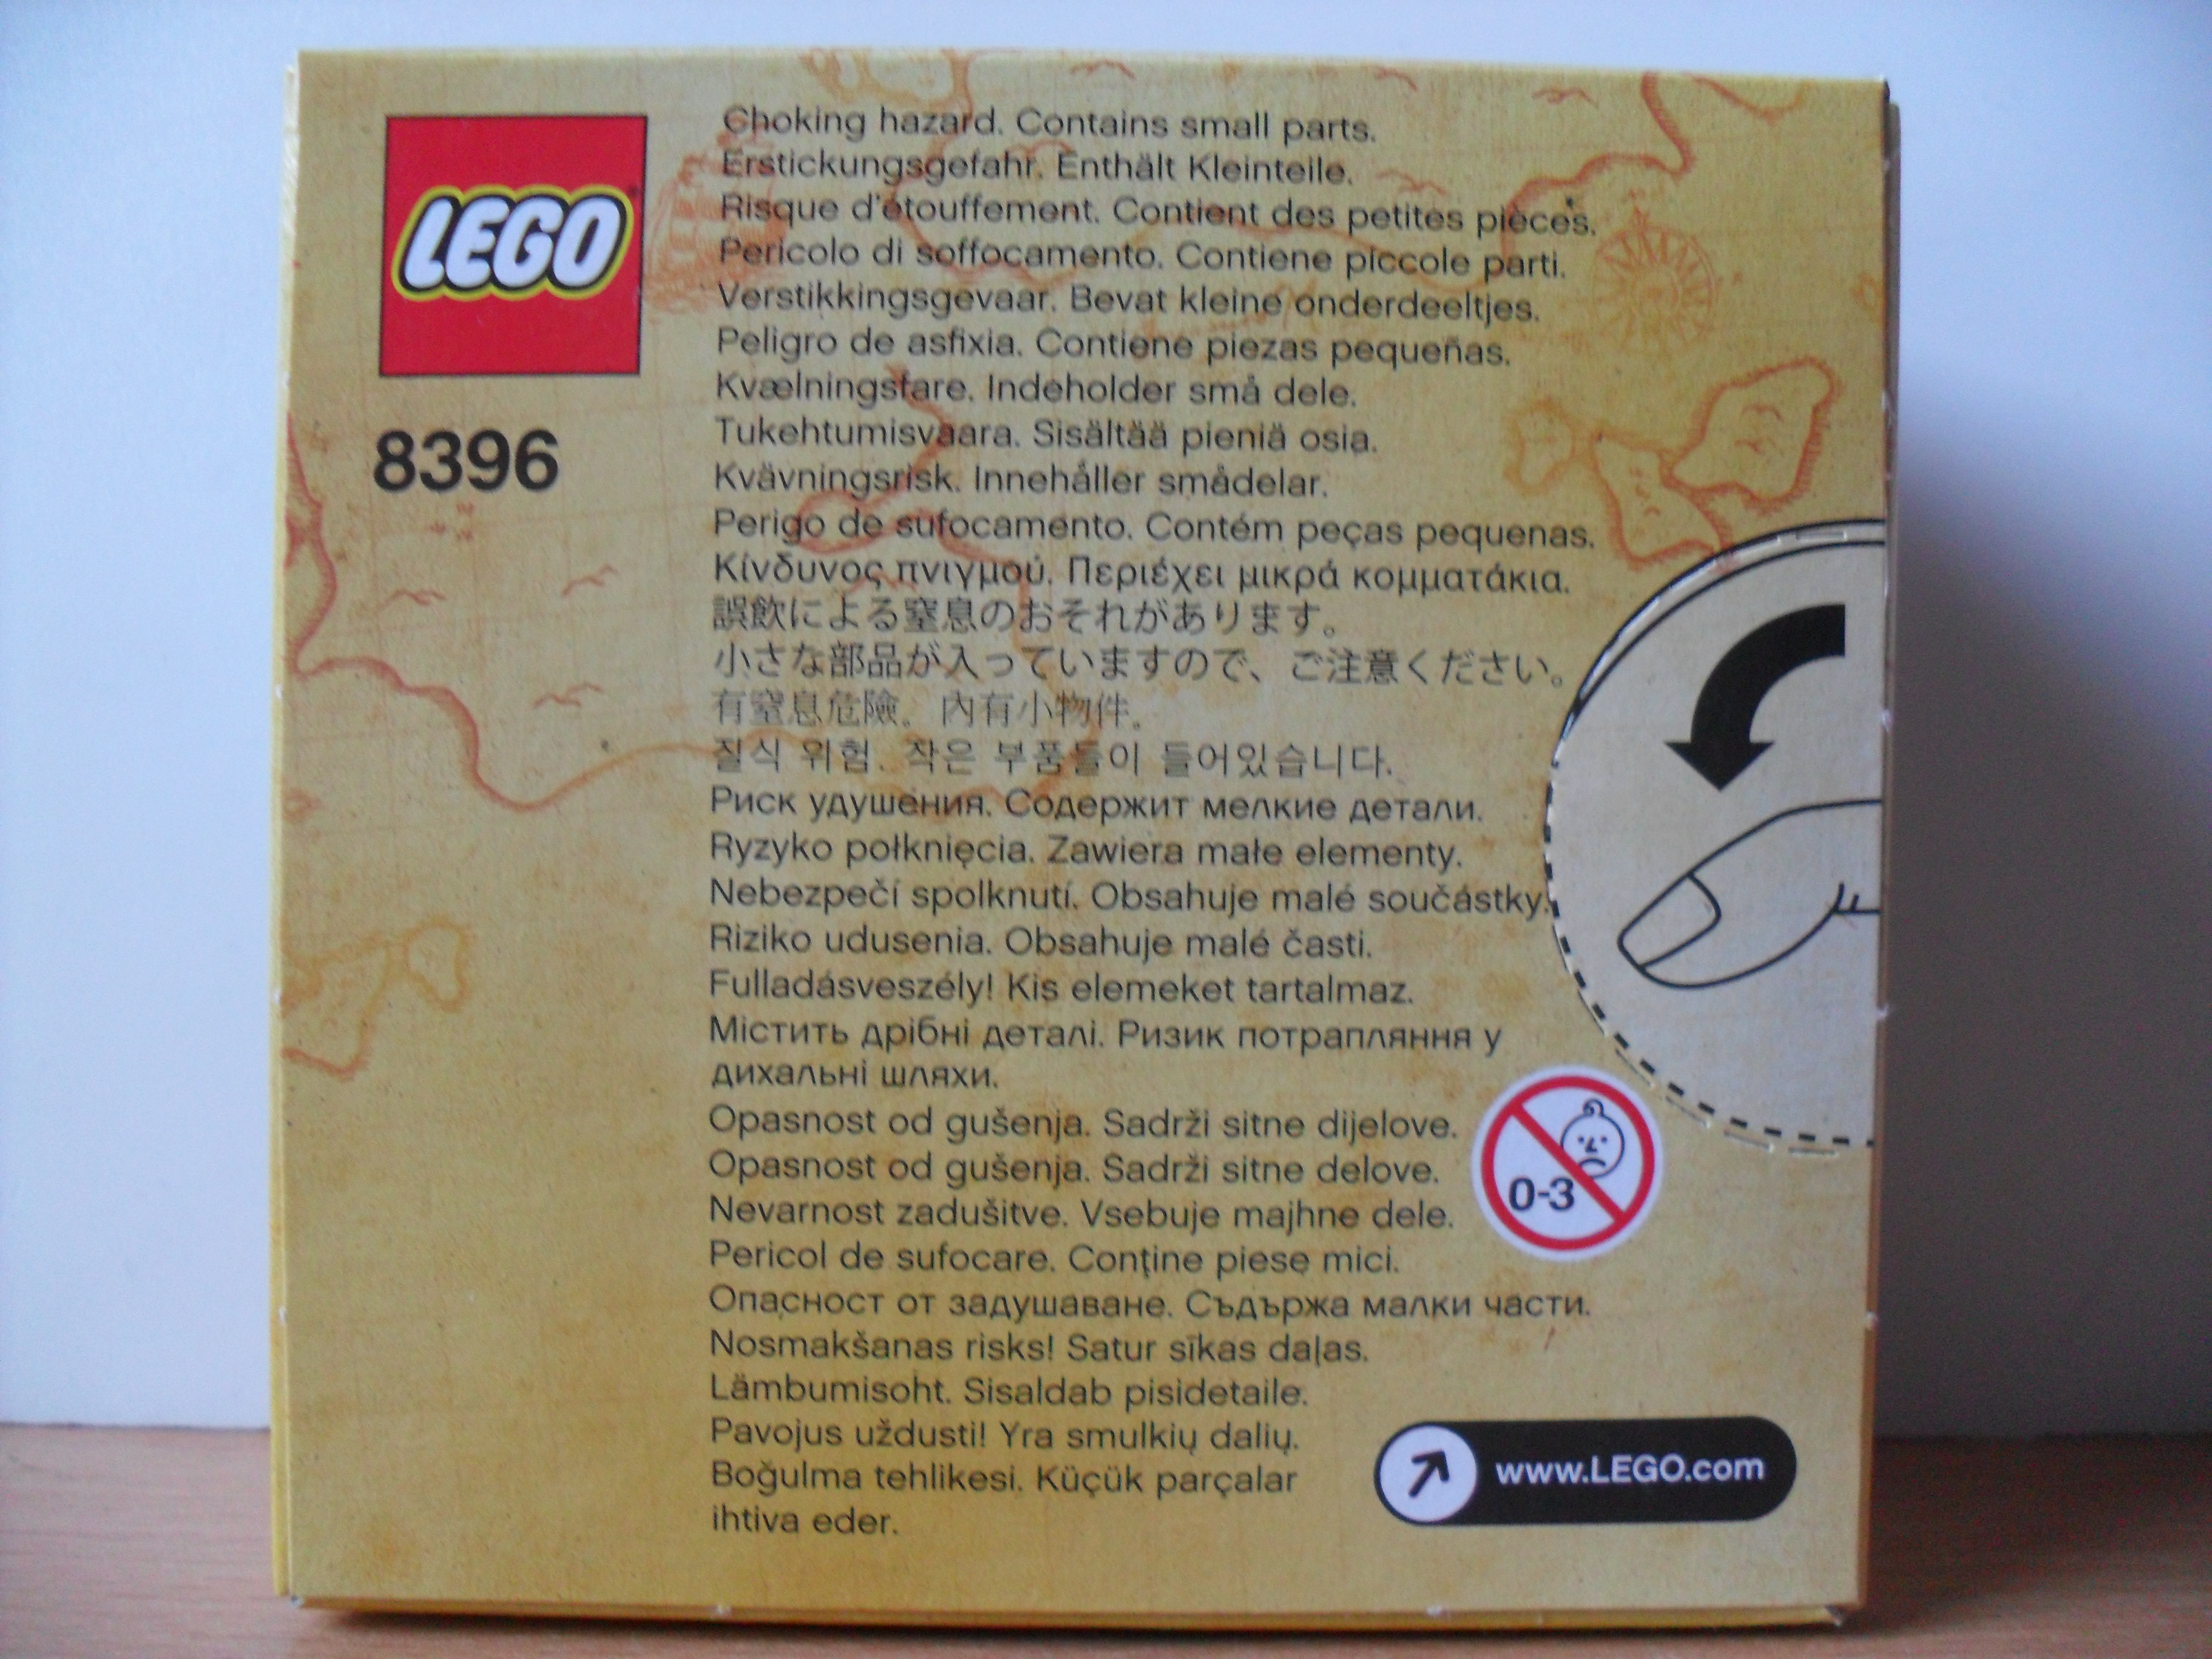 LEGO
8396
Choking hazard. Contains small parts.
Erstickungsgefahr. Enthält Kleinteile.
Risque d'étouffement. Contient des petites pièces.
Pericolo di soffocamento. Contiene piccole parti.
Verstikkingsgevaar. Bevat kleine onderdeeltjes.
Peligro de asfixia. Contiene piezas pequeñas.
Kvælningsfare. Indeholder små dele.
Tukehtumisvaara. Sisältää pieniä osia.
Kvävningsrisk. Innehåller smådelar.
Perigo de sufocamento. Contém peças pequenas.
Κίνδυνος πνιγμού. Περιέχει μικρά κομματάκια.
誤飲による窒息のおそれがあります。
小さな部品が入っていますので、ご注意ください。
有窒息危險。內有小物件。
질식 위험. 작은 부품들이 들어있습니다.
Риск удушения. Содержит мелкие детали.
Ryzyko połknięcia. Zawiera małe elementy.
Nebezpečí spolknutí. Obsahuje malé součástky.
Riziko udusenia. Obsahuje malé časti.
Fulladásveszély! Kis elemeket tartalmaz.
Містить дрібні деталі. Ризик потрапляння у
дихальні шляхи.
Opasnost od gušenja. Sadrži sitne dijelove.
Opasnost od gušenja. Sadrži sitne delove.
Nevarnost zadušitve. Vsebuje majhne dele.
Pericol de sufocare. Conţine piese mici.
Опасност от задушаване. Съдържа малки части.
Nosmakšanas risks! Satur sīkas daļas.
Lämbumisoht. Sisaldab pisidetaile.
Pavojus uždusti! Yra smulkių dalių.
Boğulma tehlikesi. Küçük parçalar
ihtiva eder.
0-3
www.LEGO.com